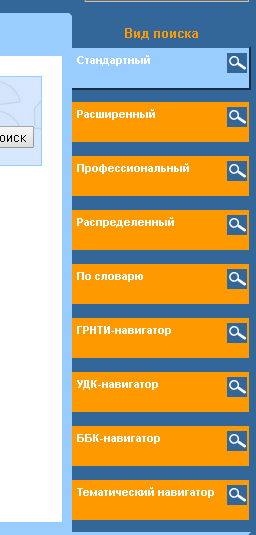 Вид поиска
Стандартный
Расширенный
оиск
Профессиональный
Распределенный
По словарю
ГРНТИ-навигатор
УДК-навигатор
ББК-навигатор
Тематический навигатор